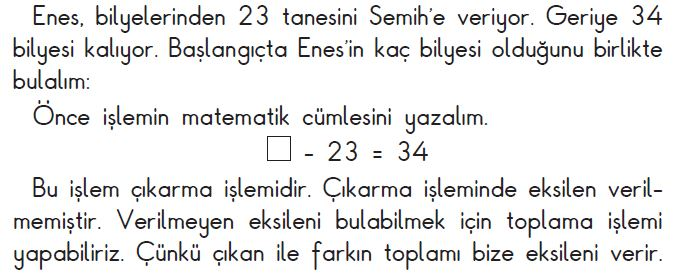 Enes, bilyelerinden 23 tanesini Semih'e veriyor. Geriye 34
bilyesi kalıyor. Başlangıçta Enes'in kaç bilyesi olduğunu birlikte
bulalım:
Önce işlemin matematik cümlesini yazalım.
□ - 23 = 34
Bu işlem çıkarma işlemidir. Çıkarma işleminde eksilen veril-
memiştir. Verilmeyen eksileni bulabilmek için toplama işlemi
yapabiliriz. Çünkü çıkan ile farkın toplamı bize eksileni verir.